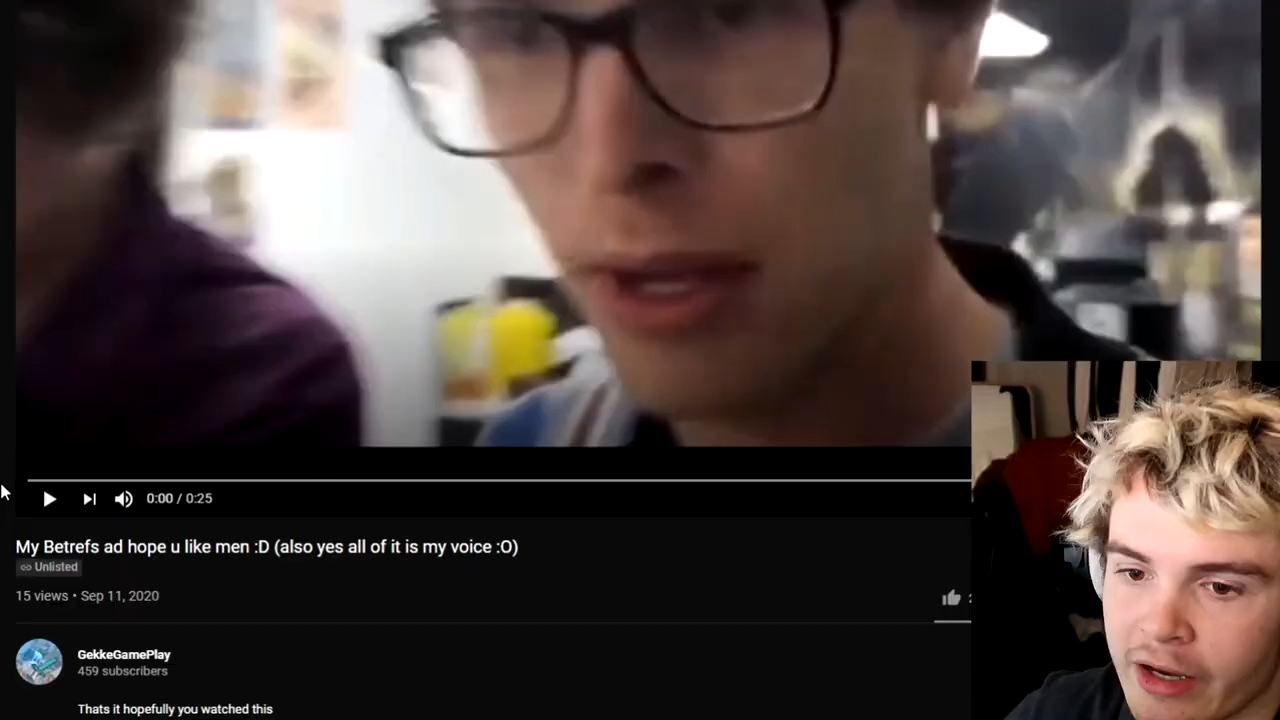 0:00 / 0:25
My Betrefs ad hope u like men :D (also yes all of it is my voice :O)
Unlisted
15 views • Sep 11, 2020
GekkeGamePlay
459 subscribers
Thats it hopefully you watched this